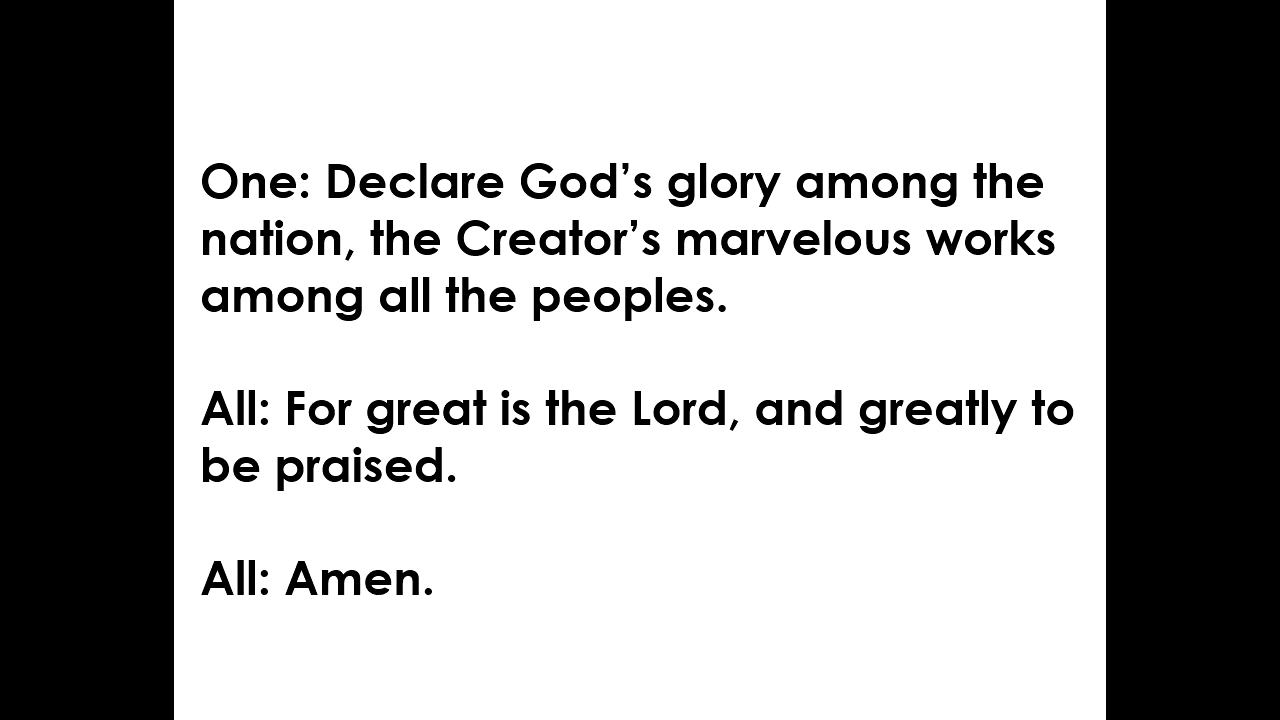 One: Declare God’s glory among the
nation, the Creator’s marvelous works
among all the peoples.
All: For great is the Lord, and greatly to
be praised.
All: Amen.